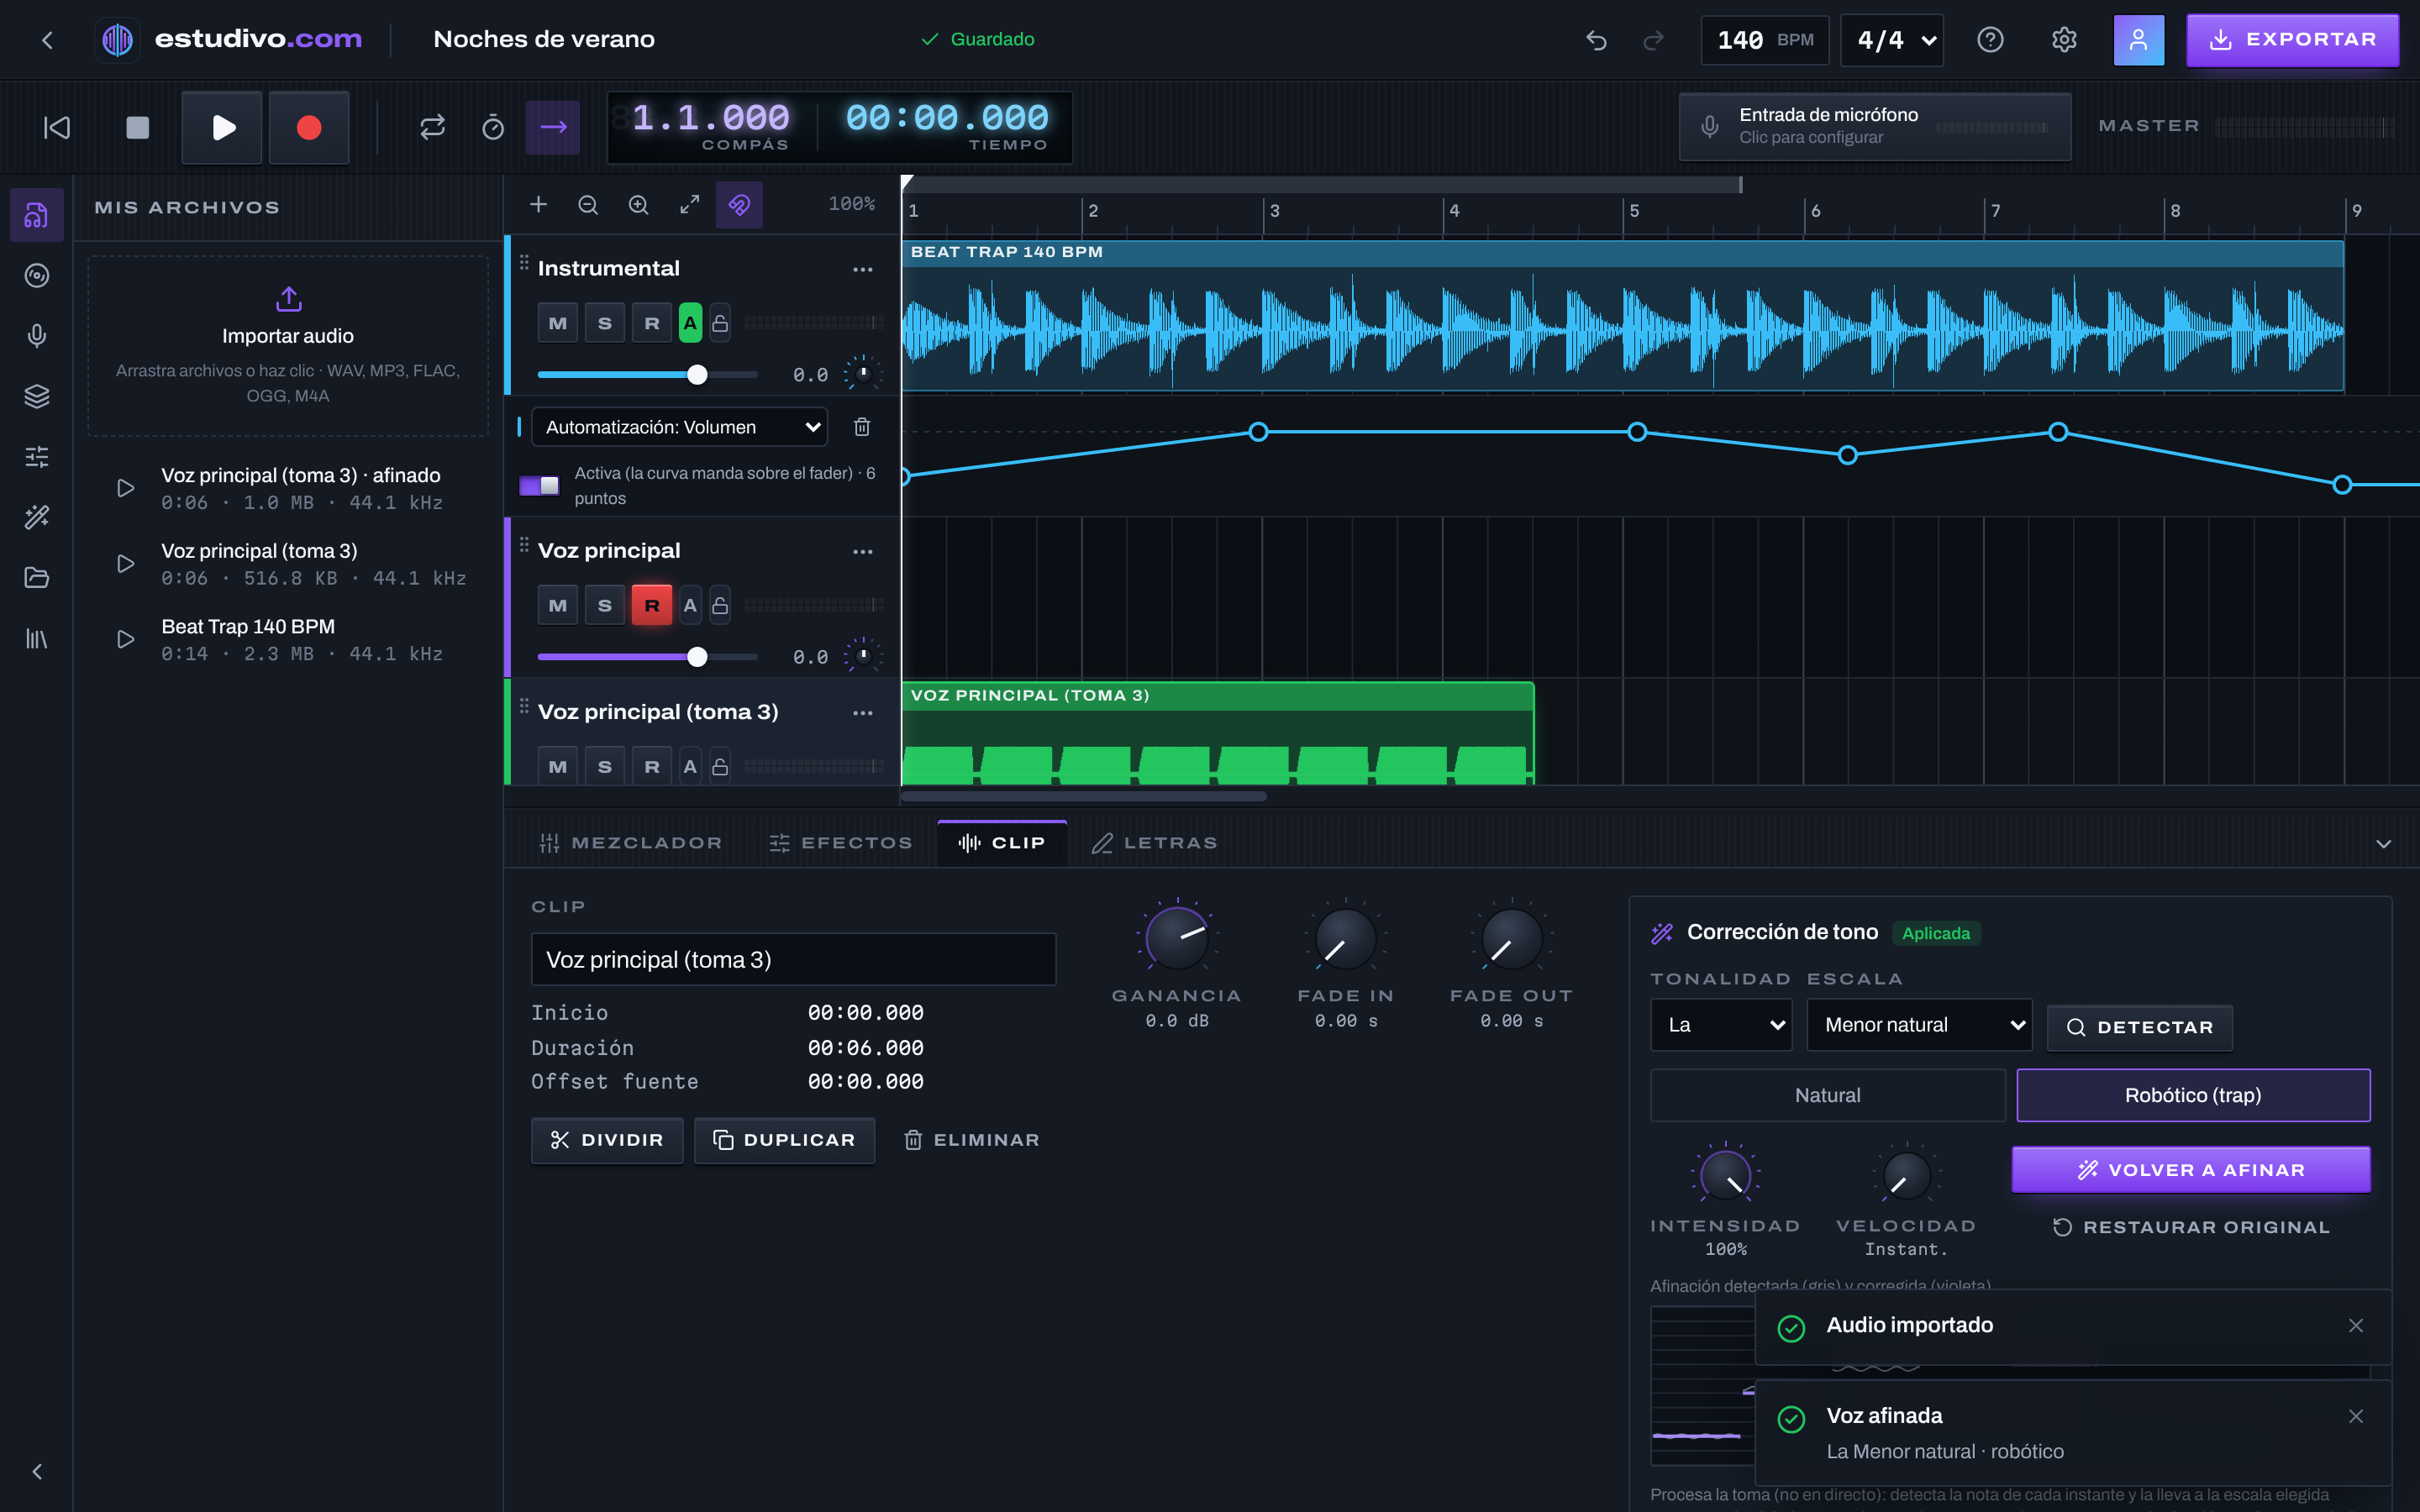 estudivo.com
Noches de verano
Guardado
140 BPM
4/4
EXPORTAR
1.1.000
COMPÁS
00:00.000
TIEMPO
Entrada de micrófono
Clic para configurar
MASTER
MIS ARCHIVOS
Importar audio
Arrastra archivos o haz clic · WAV, MP3, FLAC,
OGG, M4A
Voz principal (toma 3) · afinado
0:06 · 1.0 MB · 44.1 kHz
Voz principal (toma 3)
0:06 · 516.8 KB · 44.1 kHz
Beat Trap 140 BPM
0:14 · 2.3 MB · 44.1 kHz
100%
1 2 3 4 5 6 7 8 9
Instrumental
M S R A
0.0
BEAT TRAP 140 BPM
Automatización: Volumen
Activa (la curva manda sobre el fader) · 6
puntos
Voz principal
M S R A
0.0
Voz principal (toma 3)
M S R A
VOZ PRINCIPAL (TOMA 3)
MEZCLADOR
EFECTOS
CLIP
LETRAS
CLIP
Voz principal (toma 3)
Inicio 00:00.000
Duración 00:06.000
Offset fuente 00:00.000
DIVIDIR
DUPLICAR
ELIMINAR
GANANCIA
0.0 dB
FADE IN
0.00 s
FADE OUT
0.00 s
Corrección de tono
Aplicada
TONALIDAD
ESCALA
La
Menor natural
DETECTAR
Natural
Robótico (trap)
INTENSIDAD
100%
VELOCIDAD
Instant.
VOLVER A AFINAR
RESTAURAR ORIGINAL
Afinación detectada (gris) y corregida (violeta)
Audio importado
Voz afinada
La Menor natural · robótico
Procesa la toma (no en directo): detecta la nota de cada instante y la lleva a la escala elegida